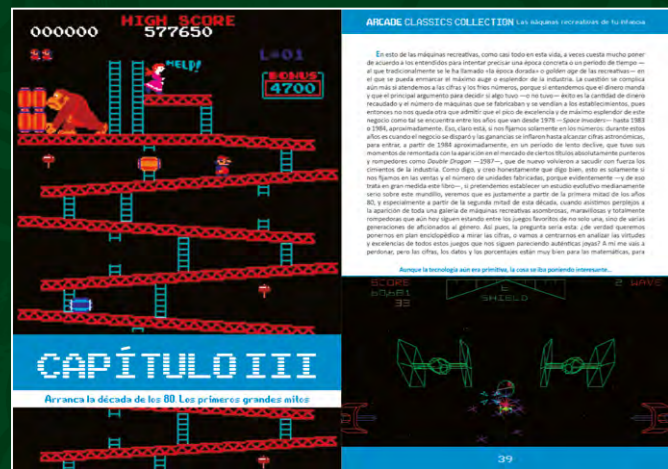 HIGH SCORE
000000 577650
L=01
HELP!
BONUS
4700
CAPÍTULO III
Arranca la década de los 80. Los primeros grandes mitos
ARCADE CLASSICS COLLECTION Las máquinas recreativas de tu infancia
En esto de las máquinas recreativas, como casi todo en esta vida, a veces cuesta mucho poner
de acuerdo a los entendidos para intentar precisar una época concreta o un período de tiempo —
al que tradicionalmente se le ha llamado «la época dorada» o golden age de las recreativas— en
el que se pueda enmarcar el máximo auge o esplendor de la industria. La cuestión se complica
aún más si atendemos a las cifras y los fríos números, porque si entendemos que el dinero manda
y que el principal argumento para decidir si algo tuvo —o no tuvo— éxito es la cantidad de dinero
recaudado y el número de máquinas que se fabricaban y se vendían a los establecimientos, pues
entonces no nos queda otra que admitir que el pico de excelencia y de máximo esplendor de este
negocio como tal se encuentra entre los años que van desde 1978 —Space Invaders— hasta 1983
o 1984, aproximadamente. Eso, claro está, si nos fijamos solamente en los números: durante estos
años es cuando el negocio se disparó y las ganancias se inflaron hasta alcanzar cifras astronómicas,
para entrar, a partir de 1984 aproximadamente, en un período de lento declive, que tuvo sus
momentos de remontada con la aparición en el mercado de ciertos títulos absolutamente punteros
y rompedores como Double Dragon —1987—, que de nuevo volvieron a sacudir con fuerza los
cimientos de la industria. Como digo, y creo honestamente que digo bien, esto es solamente si
nos fijamos en las ventas y el número de unidades fabricadas, porque evidentemente —y de eso
trata en gran medida este libro—, si pretendemos establecer un estudio evolutivo medianamente
serio sobre este mundillo, veremos que es justamente a partir de la primera mitad de los años
80, y especialmente a partir de la segunda mitad de esta década, cuando asistimos perplejos a
la aparición de toda una galería de máquinas recreativas asombrosas, maravillosas y totalmente
rompedoras que aún hoy siguen estando entre los juegos favoritos de no solo una, sino de varias
generaciones de aficionados al género. Así pues, la pregunta sería esta: ¿de verdad queremos
ponernos en plan enciclopédico a mirar las cifras, o vamos a centrarnos en analizar las virtudes
y excelencias de todos estos juegos que nos siguen pareciendo auténticas joyas? A mí me vais a
perdonar, pero las cifras, los datos y los porcentajes están muy bien para las matemáticas, para
Aunque la tecnología aún era primitiva, la cosa se iba poniendo interesante...
SCORE
33
SHIELD
2 WAVE
39